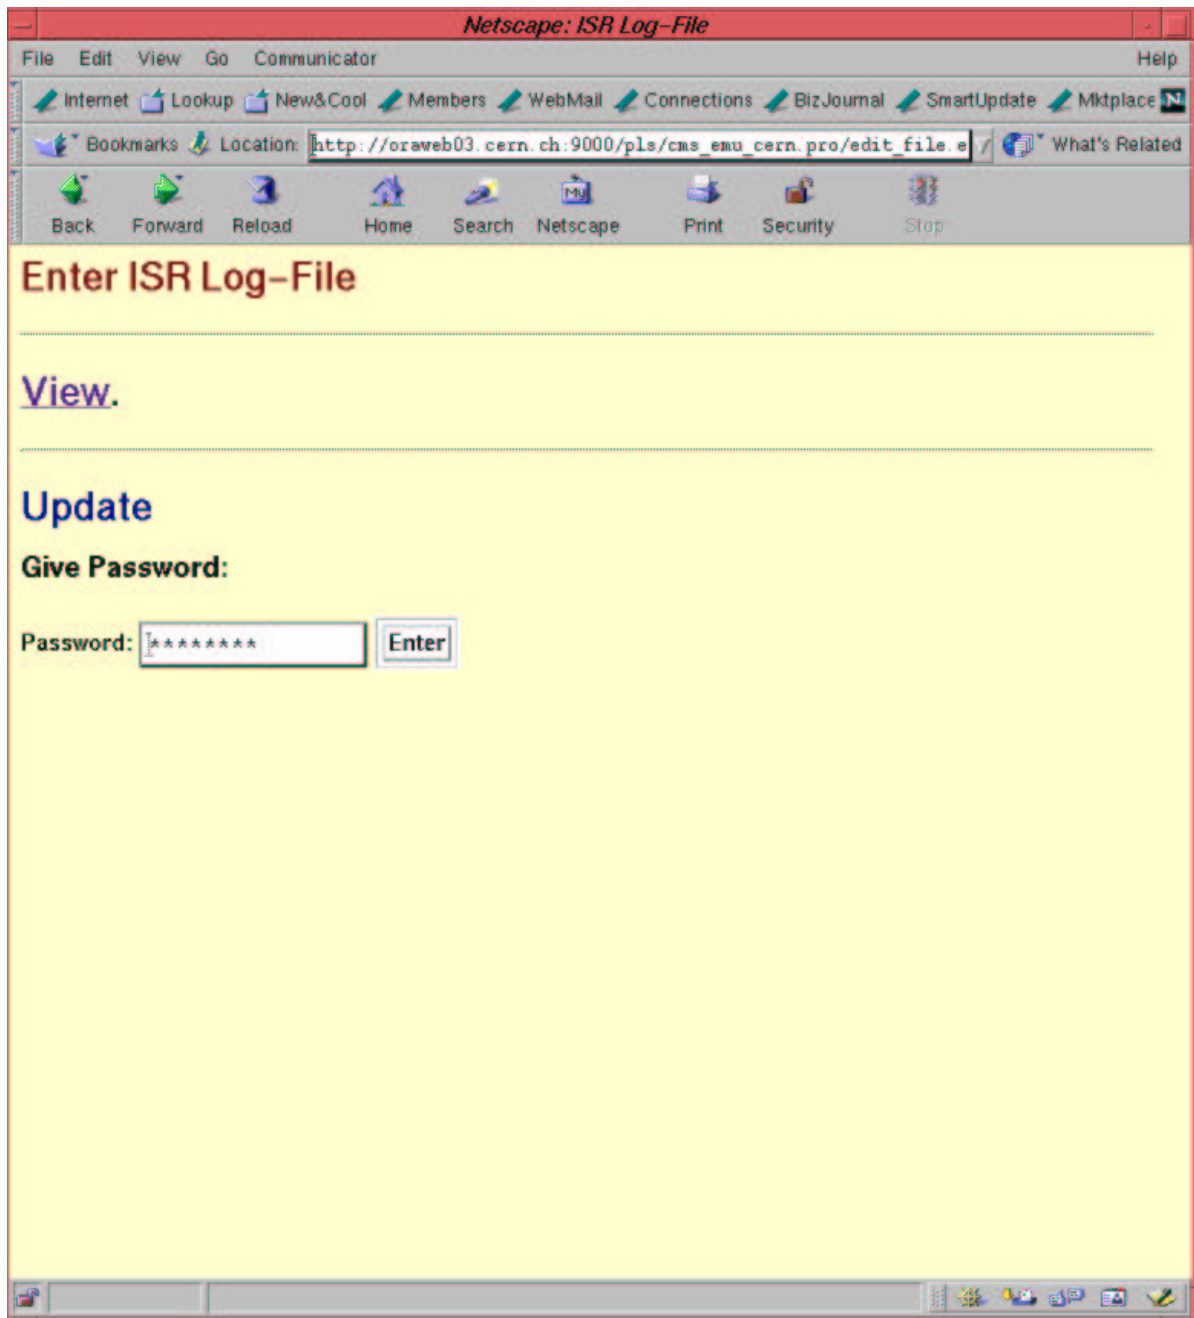 Netscape: ISR Log-File
File Edit View Go Communicator Help
Internet Lookup New&Cool Members WebMail Connections BizJournal SmartUpdate Mktplace N
Bookmarks Location: http://oraweb03.cern.ch:9000/pls/cms_emu_cern.pro/edit_file.e What's Related
My
Back Forward Reload Home Search Netscape Print Security Stop
Enter ISR Log-File
View.
Update
Give Password:
Password: ******** Enter